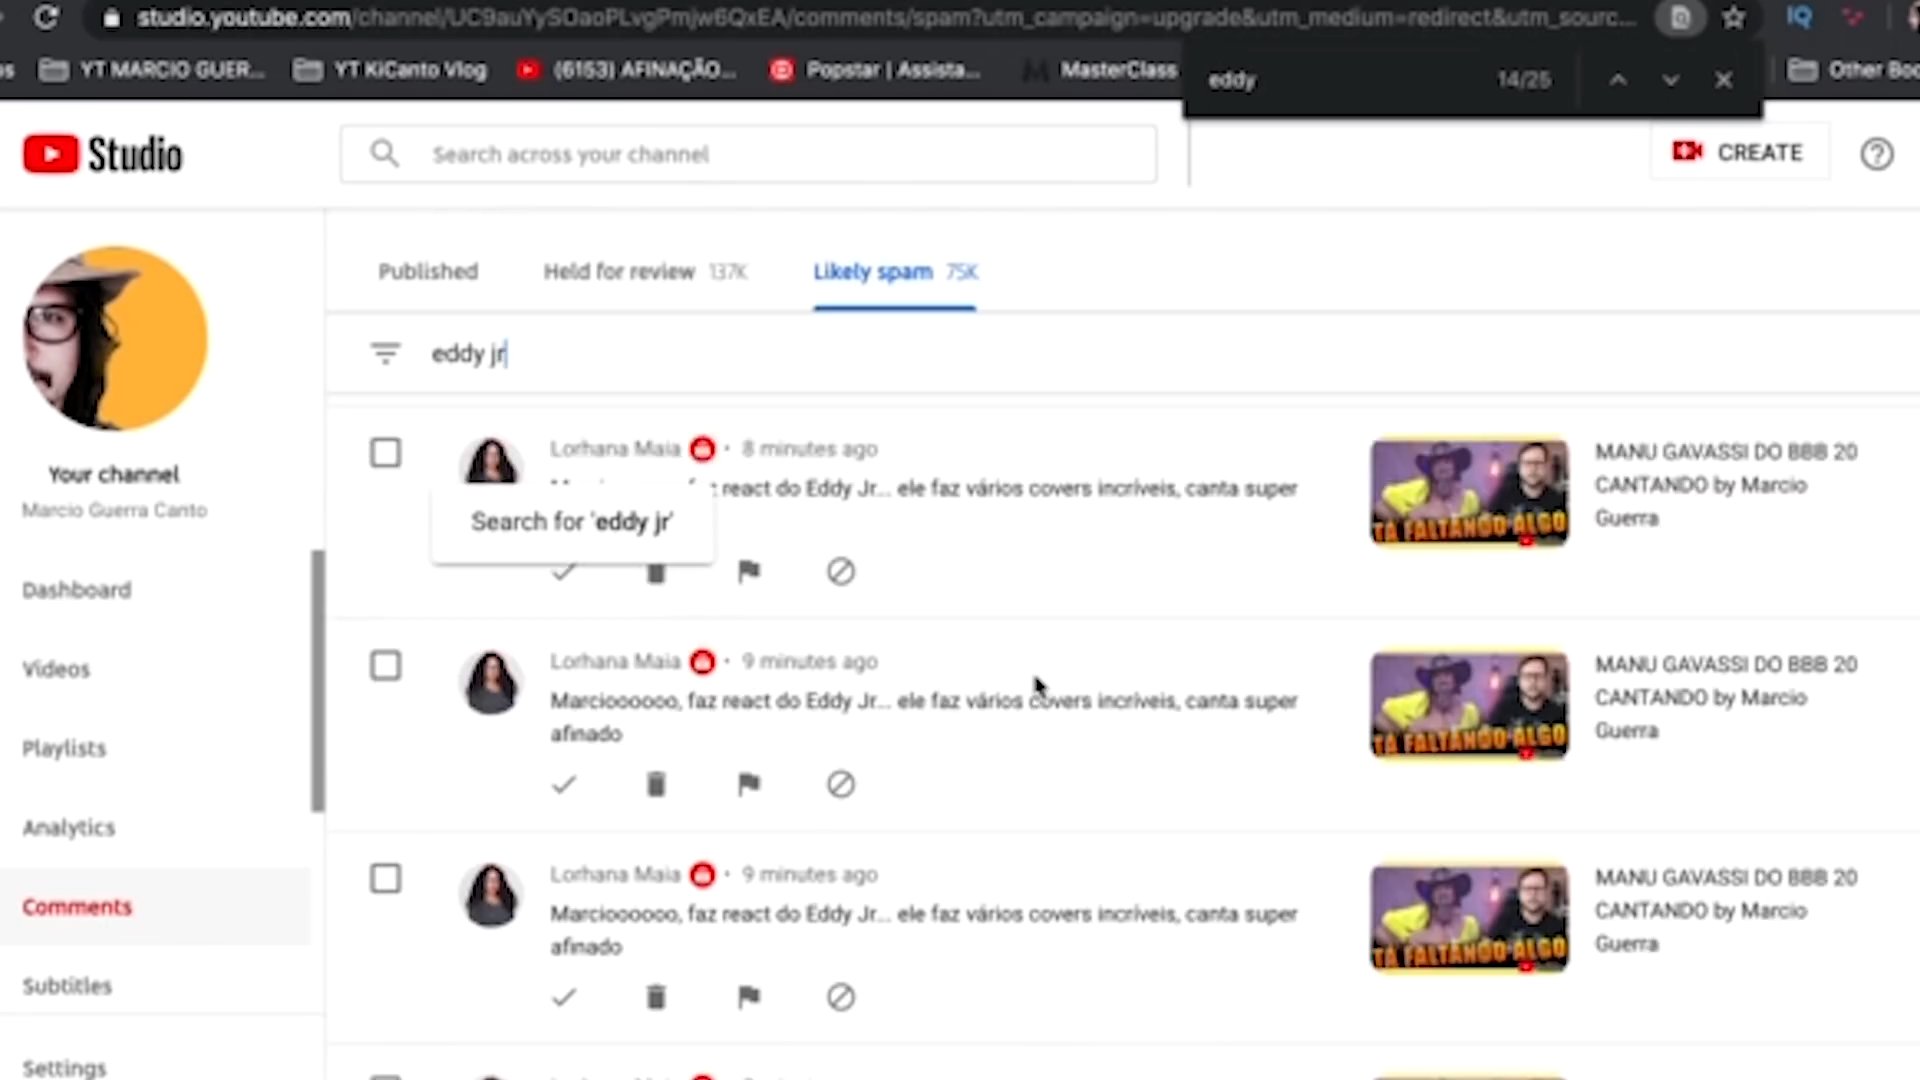 studio.youtube.com/channel/UC9auYySOaoPLvgPmjw6QxEA/comments/spam?utm_campaign=upgrade&utm_medium=redirect&utm_sourc...
YT MARCIO GUER... YT KiCanto Vlog (6153) AFINAÇÃO... Popstar | Assista... MasterClass
eddy 14/25
Other Boo
Studio
Search across your channel
CREATE
Published Held for review 137K Likely spam 75K
eddy jr
Your channel
Marcio Guerra Canto
Dashboard
Videos
Playlists
Analytics
Comments
Subtitles
Settings
Lorhana Maia • 8 minutes ago
react do Eddy Jr... ele faz vários covers incríveis, canta super
Search for 'eddy jr'
TÁ FALTANDO ALGO
MANU GAVASSI DO BBB 20
CANTANDO by Marcio
Guerra
Lorhana Maia • 9 minutes ago
Marcioooooo, faz react do Eddy Jr... ele faz vários covers incríveis, canta super
afinado
TÁ FALTANDO ALGO
MANU GAVASSI DO BBB 20
CANTANDO by Marcio
Guerra
Lorhana Maia • 9 minutes ago
Marcioooooo, faz react do Eddy Jr... ele faz vários covers incríveis, canta super
afinado
TÁ FALTANDO ALGO
MANU GAVASSI DO BBB 20
CANTANDO by Marcio
Guerra